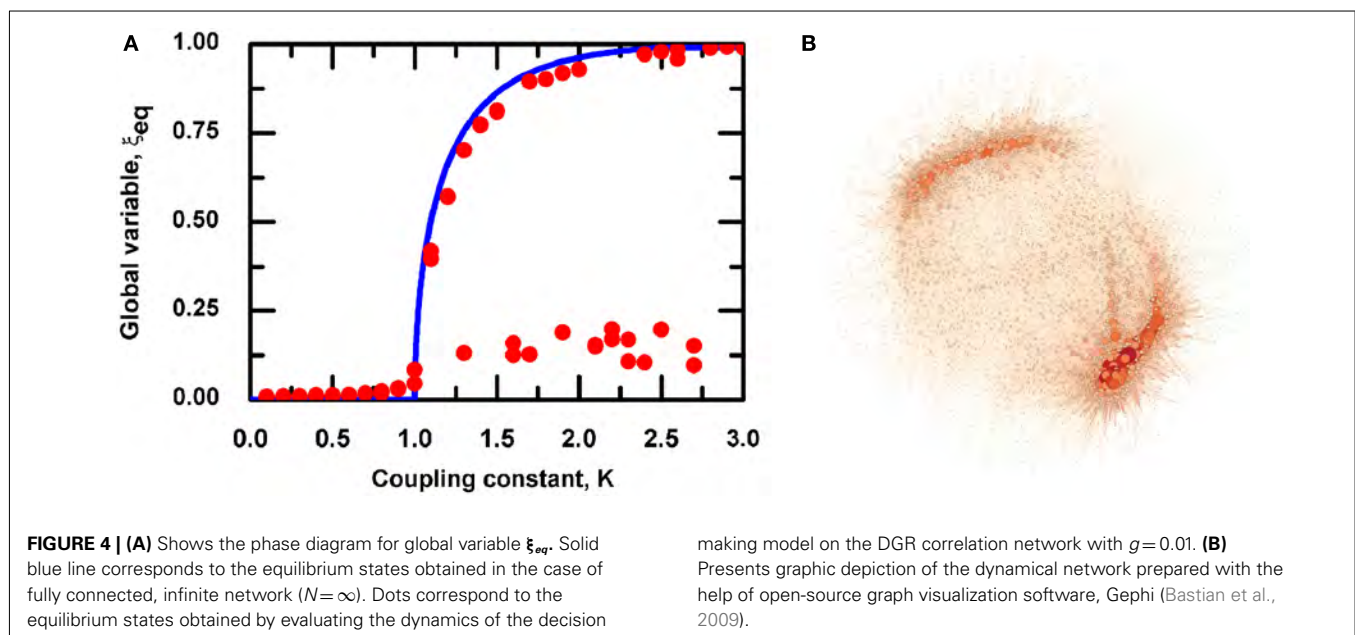 A
B
Global variable, ξeq
1.00
0.75
0.50
0.25
0.00
0.0 0.5 1.0 1.5 2.0 2.5 3.0
Coupling constant, K
FIGURE 4 | (A) Shows the phase diagram for global variable ξeq. Solid
blue line corresponds to the equilibrium states obtained in the case of
fully connected, infinite network (N=∞). Dots correspond to the
equilibrium states obtained by evaluating the dynamics of the decision
making model on the DGR correlation network with g=0.01. (B)
Presents graphic depiction of the dynamical network prepared with the
help of open-source graph visualization software, Gephi (Bastian et al.,
2009).